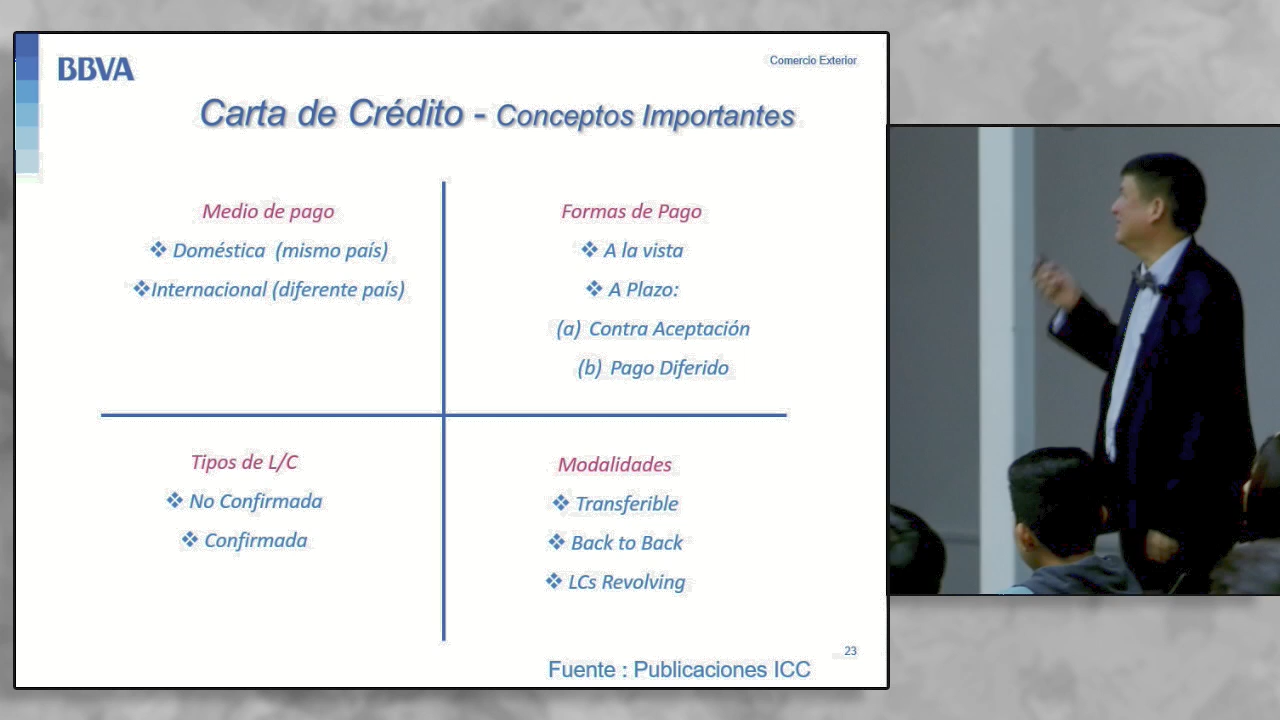 BBVA
Comercio Exterior
Carta de Crédito - Conceptos Importantes
Medio de pago
❖ Doméstica (mismo país)
❖Internacional (diferente país)
Formas de Pago
❖ A la vista
❖ A Plazo:
(a) Contra Aceptación
(b) Pago Diferido
Tipos de L/C
❖ No Confirmada
❖ Confirmada
Modalidades
❖ Transferible
❖ Back to Back
❖ LCs Revolving
23
Fuente : Publicaciones ICC